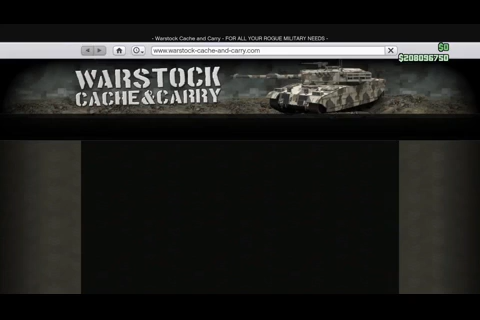 - Warstock Cache and Carry - FOR ALL YOUR ROGUE MILITARY NEEDS -
www.warstock-cache-and-carry.com
$0
$208096750
WARSTOCK
CACHE&CARRY